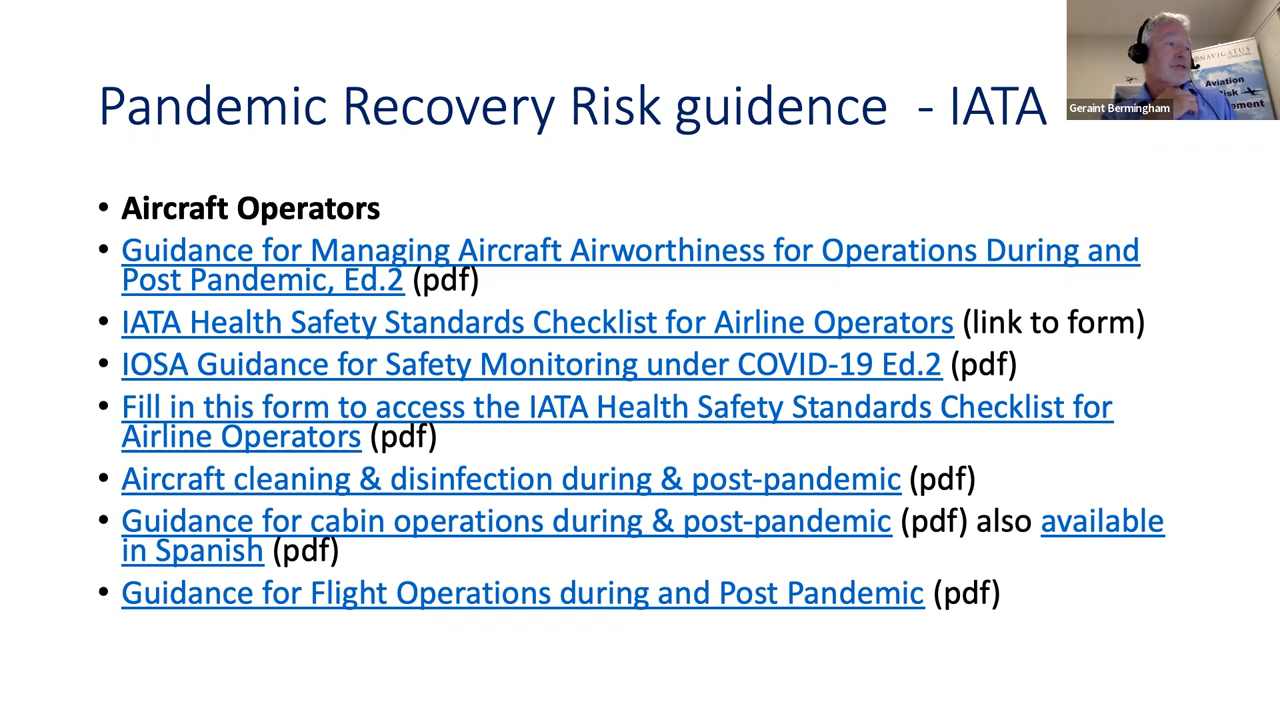 Pandemic Recovery Risk guidence - IATA
NAVIGATUS
Aviation
Geraint Bermingham
• Aircraft Operators
• Guidance for Managing Aircraft Airworthiness for Operations During and
Post Pandemic, Ed.2 (pdf)
• IATA Health Safety Standards Checklist for Airline Operators (link to form)
• IOSA Guidance for Safety Monitoring under COVID-19 Ed.2 (pdf)
• Fill in this form to access the IATA Health Safety Standards Checklist for
Airline Operators (pdf)
• Aircraft cleaning & disinfection during & post-pandemic (pdf)
• Guidance for cabin operations during & post-pandemic (pdf) also available
in Spanish (pdf)
• Guidance for Flight Operations during and Post Pandemic (pdf)